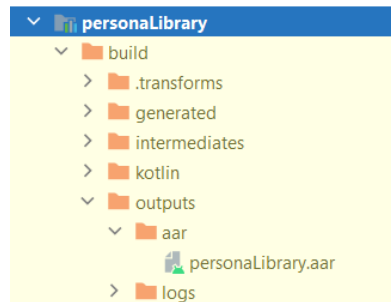 personaLibrary
build
.transforms
generated
intermediates
kotlin
outputs
aar
personaLibrary.aar
logs